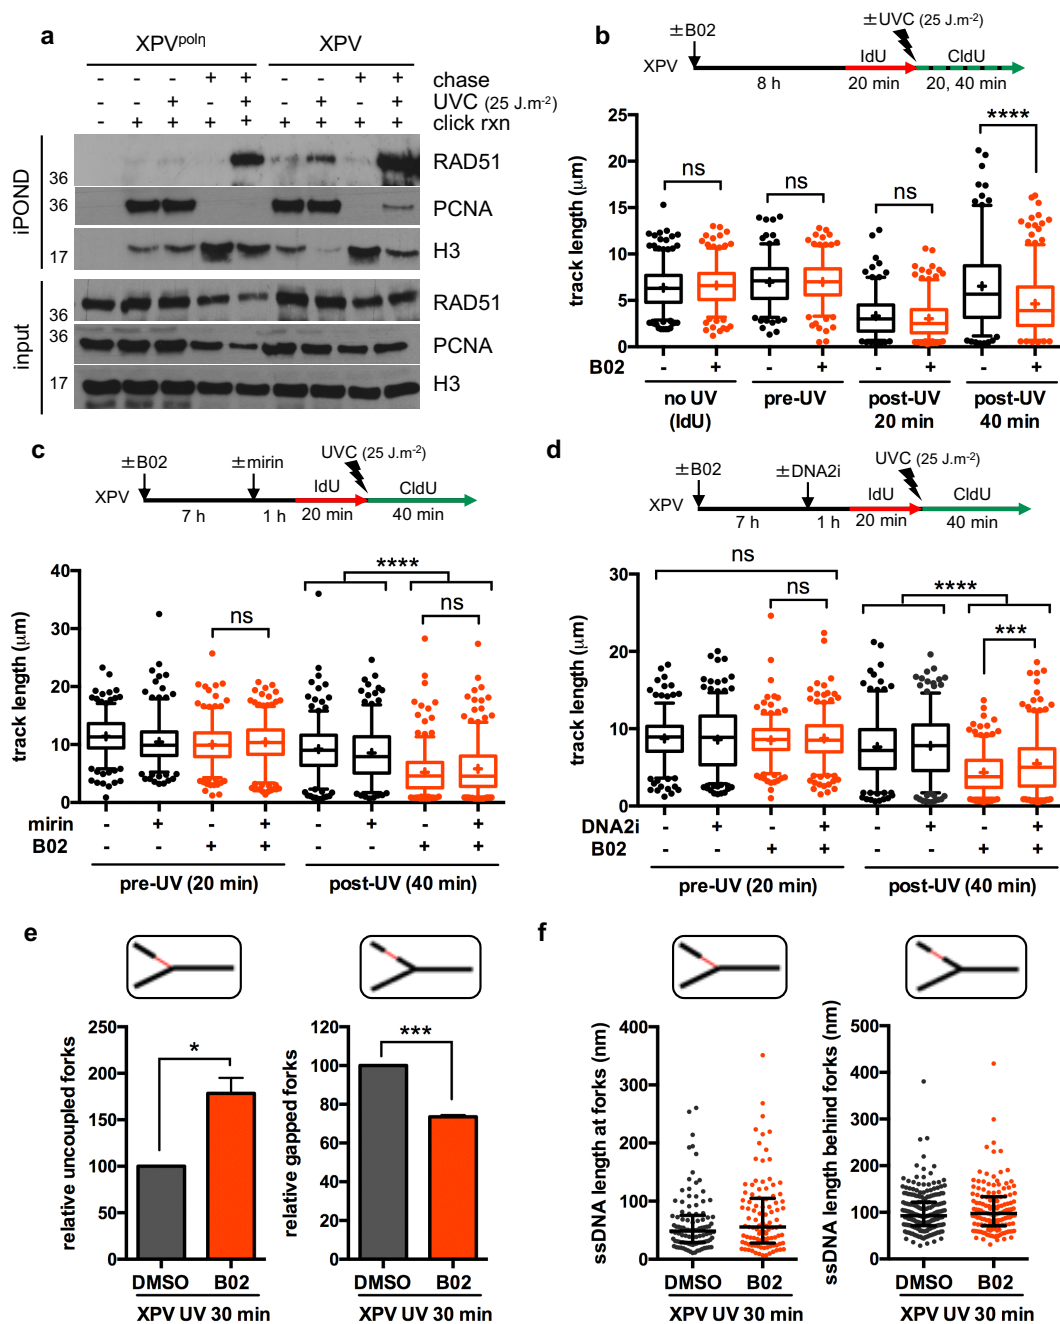 a
XPVpolη XPV
- - - + + - - + + chase
- - + - + - + - + UVC (25 J.m-2)
- + + + + + + + + click rxn
iPOND
36 RAD51
36 PCNA
17 H3
input
36 RAD51
36 PCNA
17 H3
b
±B02 ±UVC (25 J.m-2)
XPV IdU CldU
8 h 20 min 20, 40 min
track length (μm)
25
20
15
10
5
0
ns ns ns ****
B02 - + - + - + - +
no UV (IdU)
pre-UV
post-UV 20 min
post-UV 40 min
c
±B02 ±mirin UVC (25 J.m-2)
XPV IdU CldU
7 h 1 h 20 min 40 min
track length (μm)
40
30
20
10
0
ns **** ns
mirin - + - + - + - +
B02 - - + + - - + +
pre-UV (20 min) post-UV (40 min)
d
±B02 ±DNA2i UVC (25 J.m-2)
XPV IdU CldU
7 h 1 h 20 min 40 min
track length (μm)
30
20
10
0
ns ns **** ***
DNA2i - + - + - + - +
B02 - - + + - - + +
pre-UV (20 min) post-UV (40 min)
e
relative uncoupled forks
250
200
150
100
50
0
*
DMSO B02
XPV UV 30 min
relative gapped forks
120
100
80
60
40
20
0
***
DMSO B02
XPV UV 30 min
f
ssDNA length at forks (nm)
400
300
200
100
0
DMSO B02
XPV UV 30 min
ssDNA length behind forks (nm)
500
400
300
200
100
0
DMSO B02
XPV UV 30 min